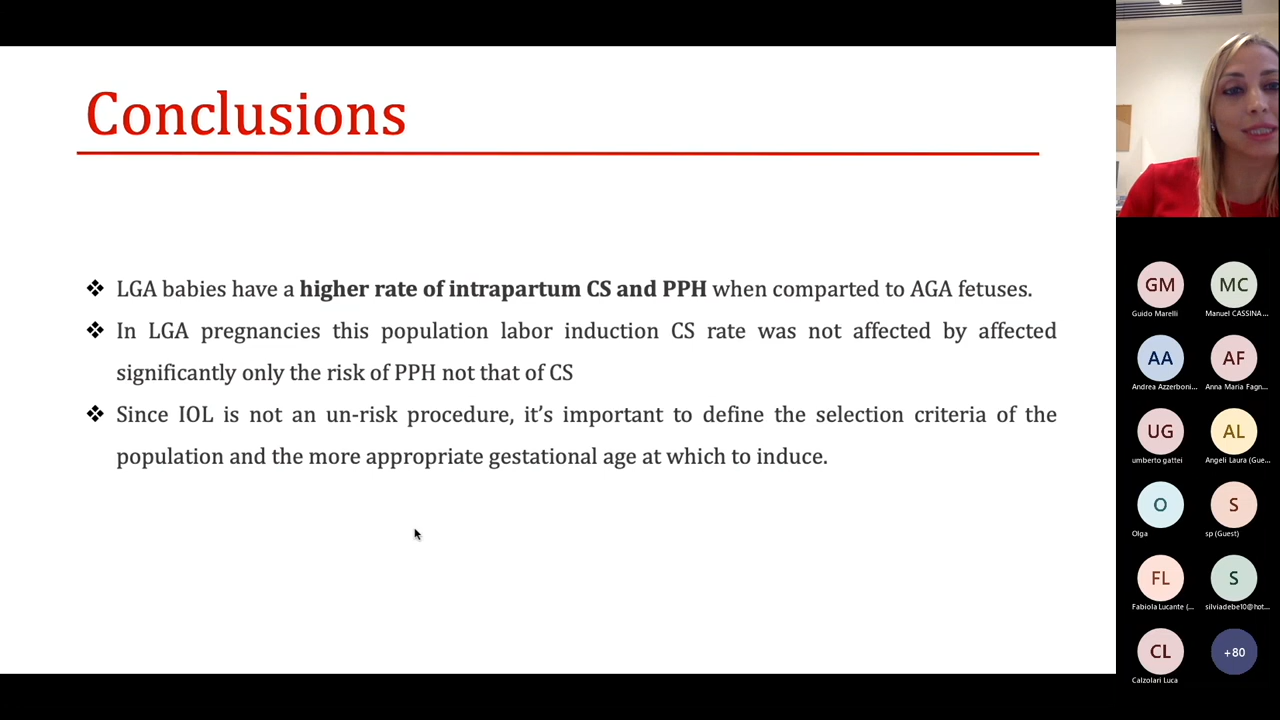 Conclusions
❖ LGA babies have a higher rate of intrapartum CS and PPH when comparted to AGA fetuses.
❖ In LGA pregnancies this population labor induction CS rate was not affected by affected
significantly only the risk of PPH not that of CS
❖ Since IOL is not an un-risk procedure, it’s important to define the selection criteria of the
population and the more appropriate gestational age at which to induce.
GM MC
Guido Marelli Manuel CASSINA...
AA AF
Andrea Azzerboni... Anna Maria Fagn...
UG AL
umberto gattei Angeli Laura (Gue...
O S
Olga sp (Guest)
FL S
Fabiola Lucante (... silviadebe10@hot...
CL +80
Calzolari Luca